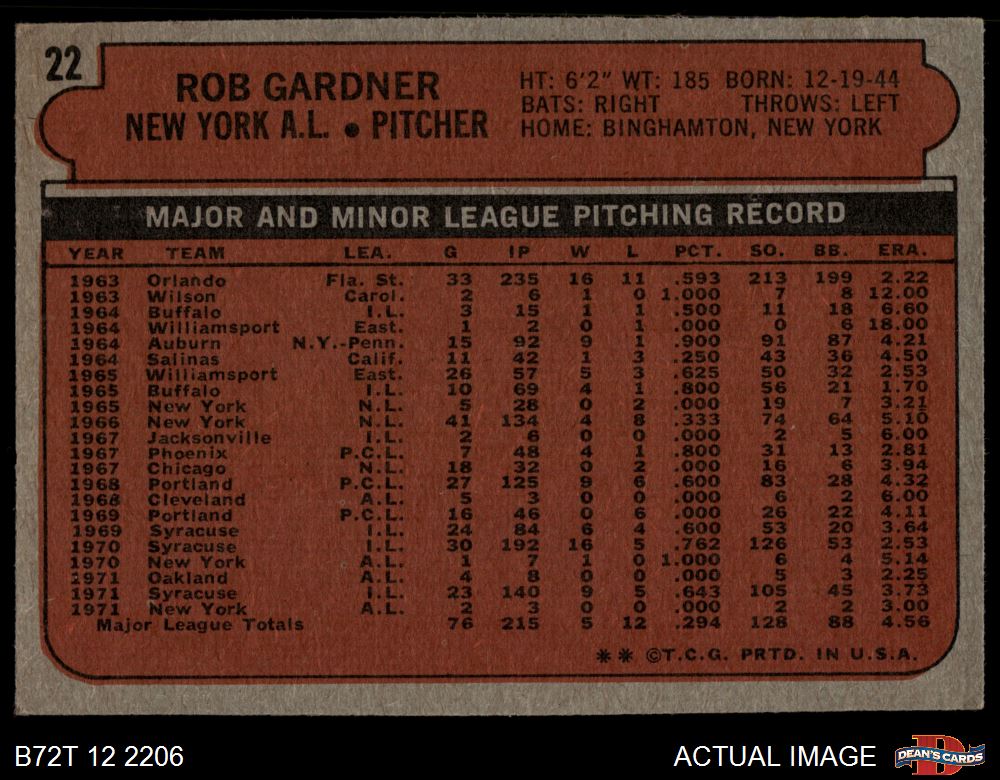 22
ROB GARDNER
NEW YORK A.L. ● PITCHER
HT: 6'2" WT: 185 BORN: 12-19-44
BATS: RIGHT THROWS: LEFT
HOME: BINGHAMTON, NEW YORK
MAJOR AND MINOR LEAGUE PITCHING RECORD
YEAR TEAM LEA. G IP W L PCT. SO. BB. ERA.
1963 Orlando Fla. St. 33 235 16 11 .593 213 199 2.22
1963 Wilson Carol. 2 6 1 0 1.000 7 8 12.00
1964 Buffalo I.L. 3 15 1 1 .500 11 18 6.60
1964 Williamsport East. 1 2 0 1 .000 0 6 18.00
1964 Auburn N.Y.-Penn. 15 92 9 1 .900 91 87 4.21
1964 Salinas Calif. 11 42 1 3 .250 43 36 4.50
1965 Williamsport East. 26 57 5 3 .625 50 32 2.53
1965 Buffalo I.L. 10 69 4 1 .800 56 21 1.70
1965 New York N.L. 5 28 0 2 .000 19 7 3.21
1966 New York N.L. 41 134 4 8 .333 74 64 5.10
1967 Jacksonville I.L. 2 6 0 0 .000 2 5 6.00
1967 Phoenix P.C.L. 7 48 4 1 .800 31 13 2.81
1967 Chicago N.L. 18 32 0 2 .000 16 6 3.94
1968 Portland P.C.L. 27 125 9 6 .600 83 28 4.32
1968 Cleveland A.L. 5 3 0 0 .000 6 2 6.00
1969 Portland P.C.L. 16 46 0 6 .000 26 22 4.11
1969 Syracuse I.L. 24 84 6 4 .600 53 20 3.64
1970 Syracuse I.L. 30 192 16 5 .762 126 53 2.53
1970 New York A.L. 1 7 1 0 1.000 6 4 5.14
1971 Oakland A.L. 4 8 0 0 .000 5 3 2.25
1971 Syracuse I.L. 23 140 9 5 .643 105 45 3.73
1971 New York A.L. 2 3 0 0 .000 2 2 3.00
Major League Totals 76 215 5 12 .294 128 88 4.56
** ©T.C.G. PRTD. IN U.S.A.
B72T 12 2206
ACTUAL IMAGE
DEAN'S CARDS